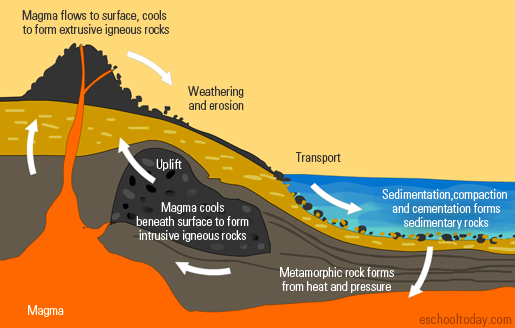 Magma flows to surface, cools
to form extrusive igneous rocks
Weathering
and erosion
Transport
Uplift
Sedimentation,compaction
and cementation forms
sedimentary rocks
Magma cools
beneath surface to form
intrusive igneous rocks
Metamorphic rock forms
from heat and pressure
Magma
eschooltoday.com